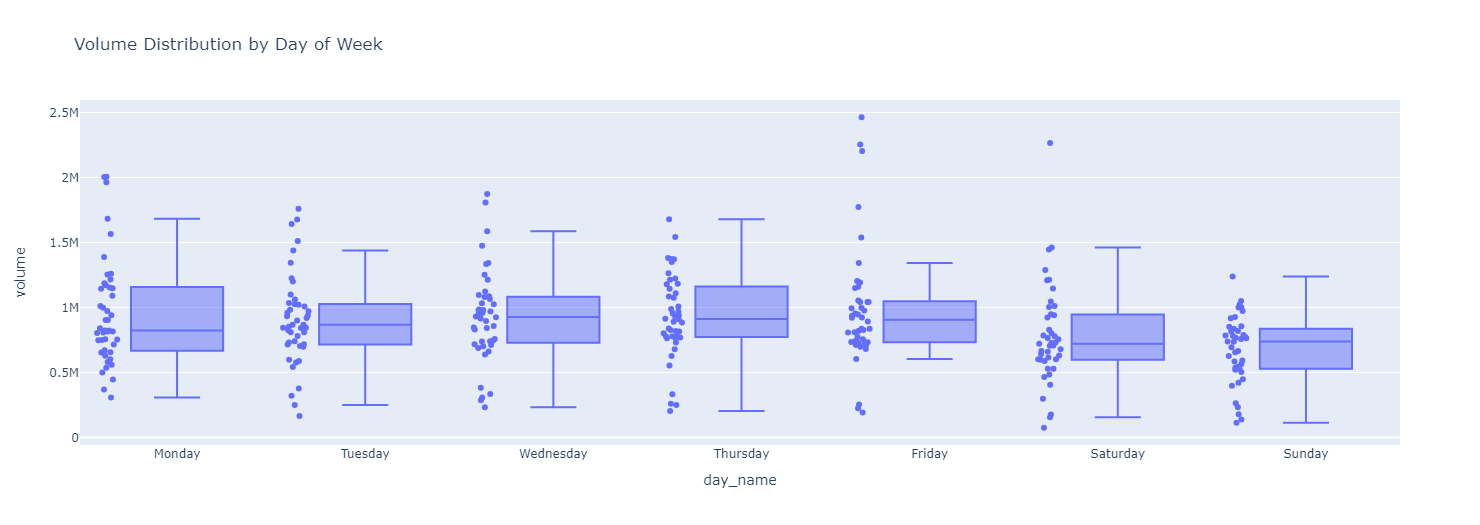 Volume Distribution by Day of Week
2.5M
2M
1.5M
1M
0.5M
0
volume
Monday Tuesday Wednesday Thursday Friday Saturday Sunday
day_name